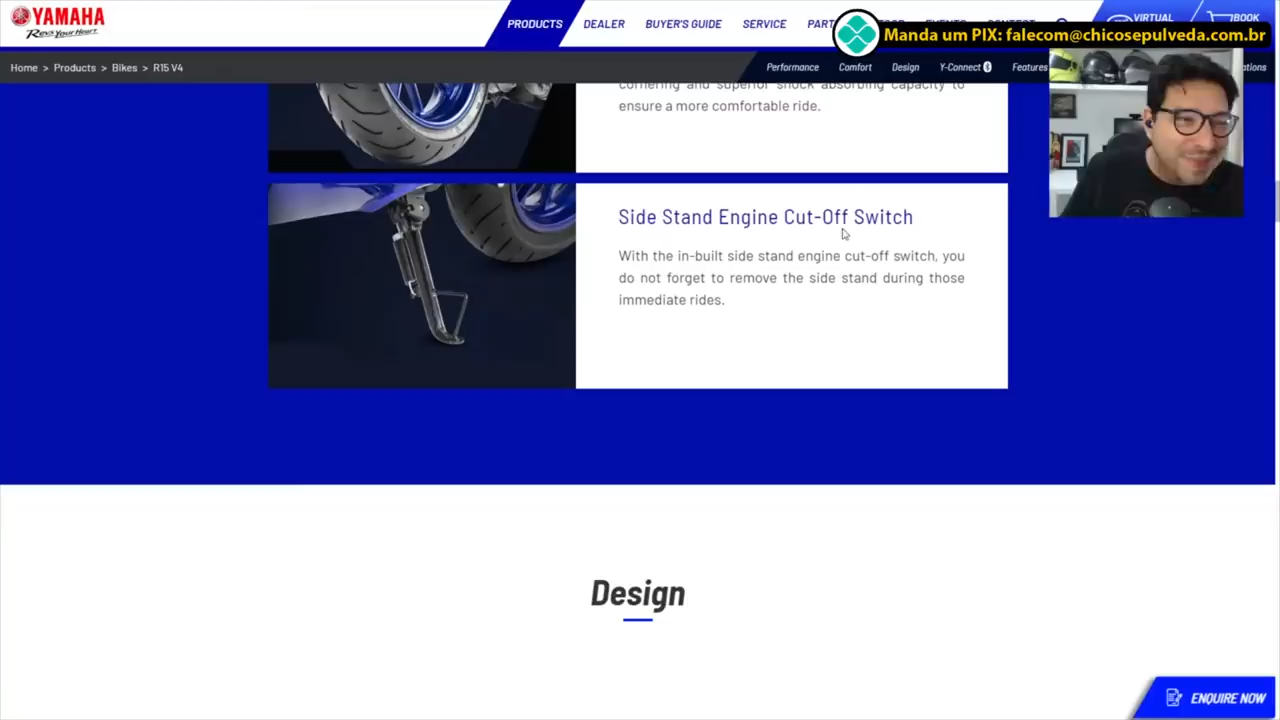 YAMAHA
Revs Your Heart
PRODUCTS
DEALER
BUYER'S GUIDE
SERVICE
VIRTUAL
BOOK
Manda um PIX: falecom@chicosepulveda.com.br
Home > Products > Bikes > R15 V4
Performance
Comfort
Design
Y-Connect
Features
cornering and superior shock absorbing capacity to
ensure a more comfortable ride.
Side Stand Engine Cut-Off Switch
With the in-built side stand engine cut-off switch, you
do not forget to remove the side stand during those
immediate rides.
Design
ENQUIRE NOW